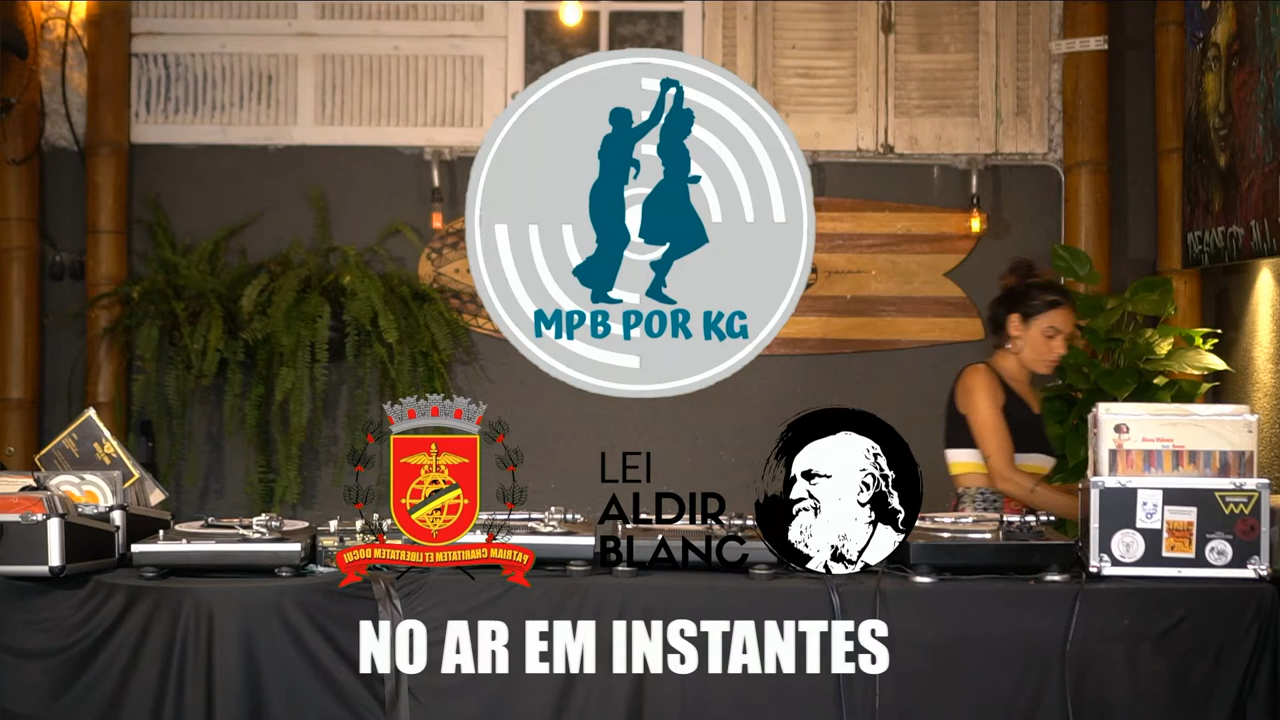 MPB POR KG
LEI
ALDIR
BLANC
PATRIAM CHARITATEM ET LIBERTATEM DOCUI
NO AR EM INSTANTES